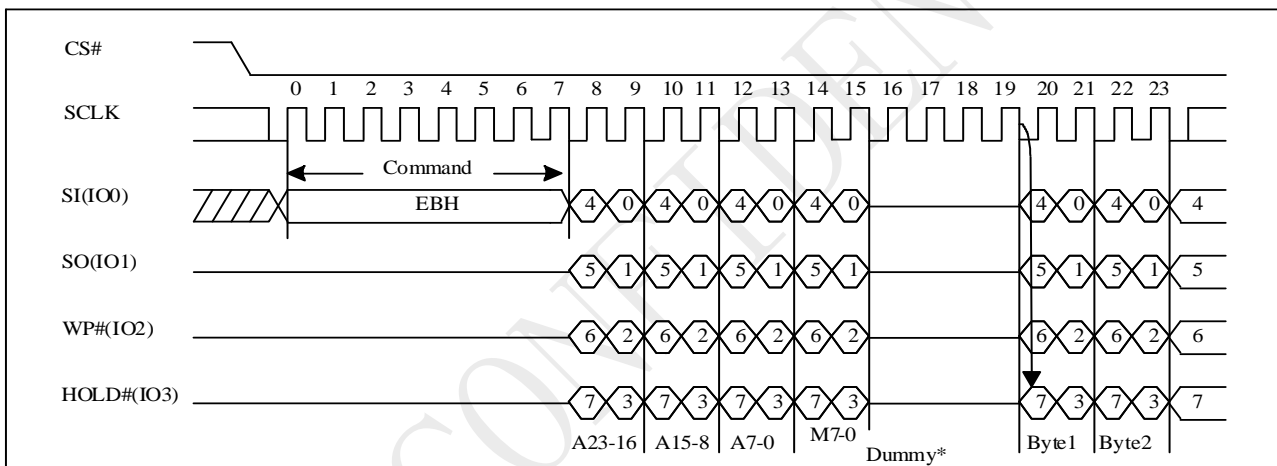 CS#
0 1 2 3 4 5 6 7 8 9 10 11 12 13 14 15 16 17 18 19 20 21 22 23
SCLK
Command
SI(IO0) EBH 4 0 4 0 4 0 4 0 4 0 4 0 4
SO(IO1) 5 1 5 1 5 1 5 1 5 1 5 1 5
WP#(IO2) 6 2 6 2 6 2 6 2 6 2 6 2 6
HOLD#(IO3) 7 3 7 3 7 3 7 3 7 3 7 3 7
A23-16 A15-8 A7-0 M7-0 Dummy* Byte1 Byte2
CONFIDEN